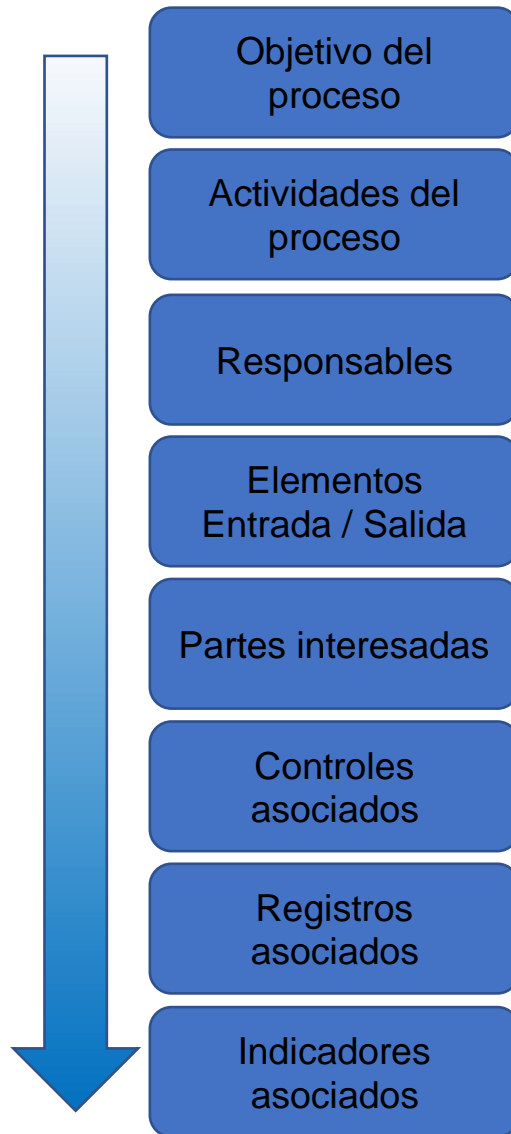 Objetivo del
proceso
Actividades del
proceso
Responsables
Elementos
Entrada / Salida
Partes interesadas
Controles
asociados
Registros
asociados
Indicadores
asociados